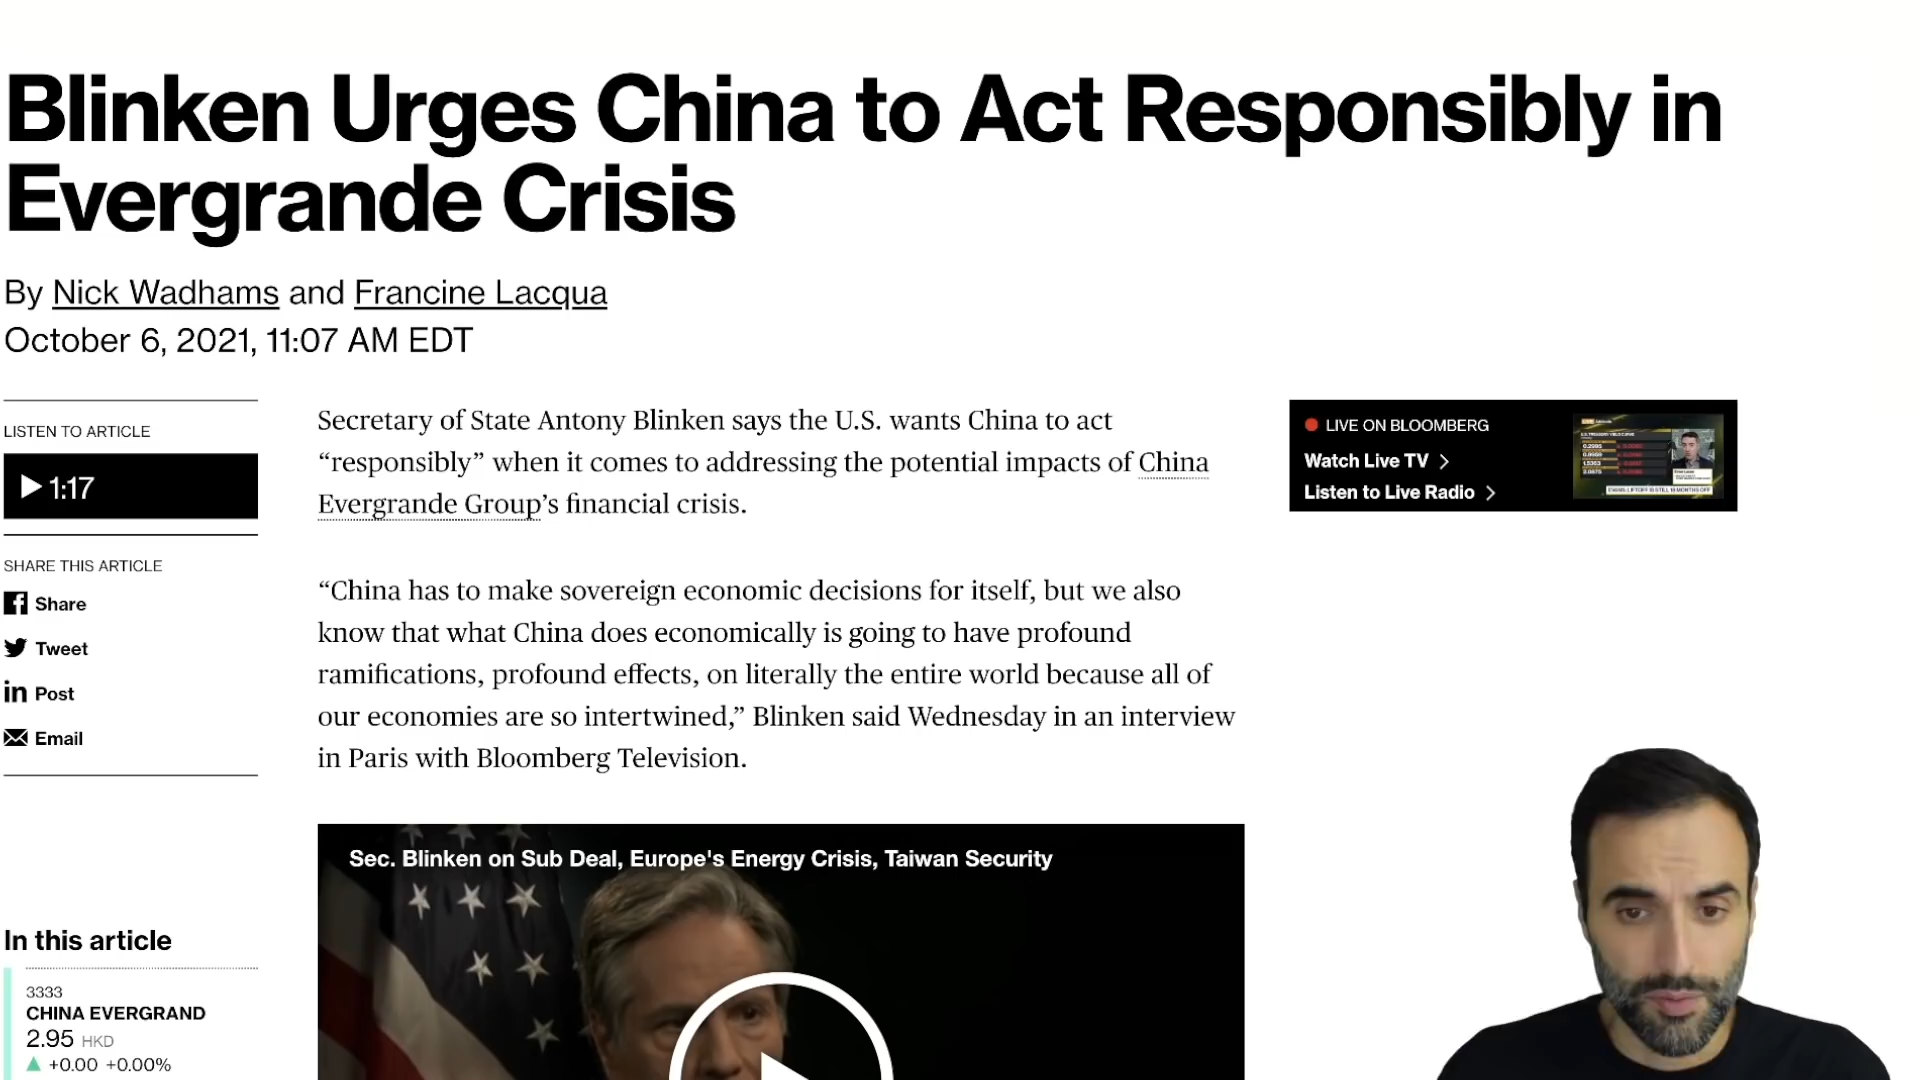 Blinken Urges China to Act Responsibly in
Evergrande Crisis
By Nick Wadhams and Francine Lacqua
October 6, 2021, 11:07 AM EDT
LISTEN TO ARTICLE
1:17
SHARE THIS ARTICLE
Share
Tweet
in Post
Email
In this article
3333
CHINA EVERGRAND
2.95 HKD
+0.00 +0.00%
Secretary of State Antony Blinken says the U.S. wants China to act
“responsibly” when it comes to addressing the potential impacts of China
Evergrande Group’s financial crisis.
“China has to make sovereign economic decisions for itself, but we also
know that what China does economically is going to have profound
ramifications, profound effects, on literally the entire world because all of
our economies are so intertwined,” Blinken said Wednesday in an interview
in Paris with Bloomberg Television.
Sec. Blinken on Sub Deal, Europe's Energy Crisis, Taiwan Security
LIVE ON BLOOMBERG
Watch Live TV
Listen to Live Radio